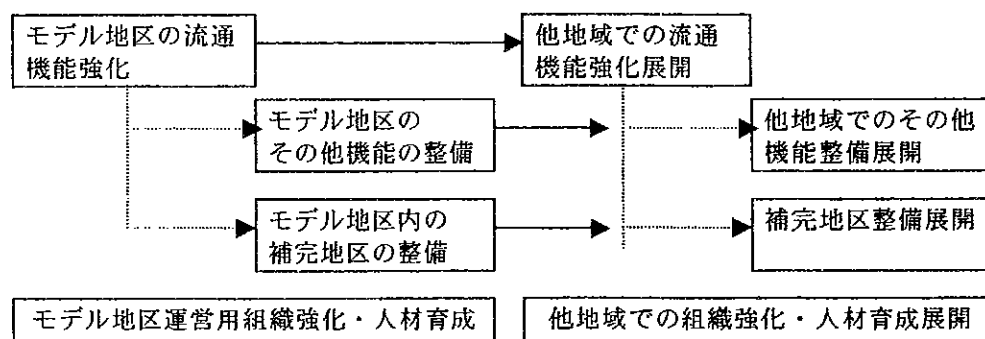 モデル地区の流通
機能強化
他地域での流通
機能強化展開
モデル地区の
その他機能の整備
他地域でのその他
機能整備展開
モデル地区内の
補完地区の整備
補完地区整備展開
モデル地区運営用組織強化・人材育成
他地域での組織強化・人材育成展開